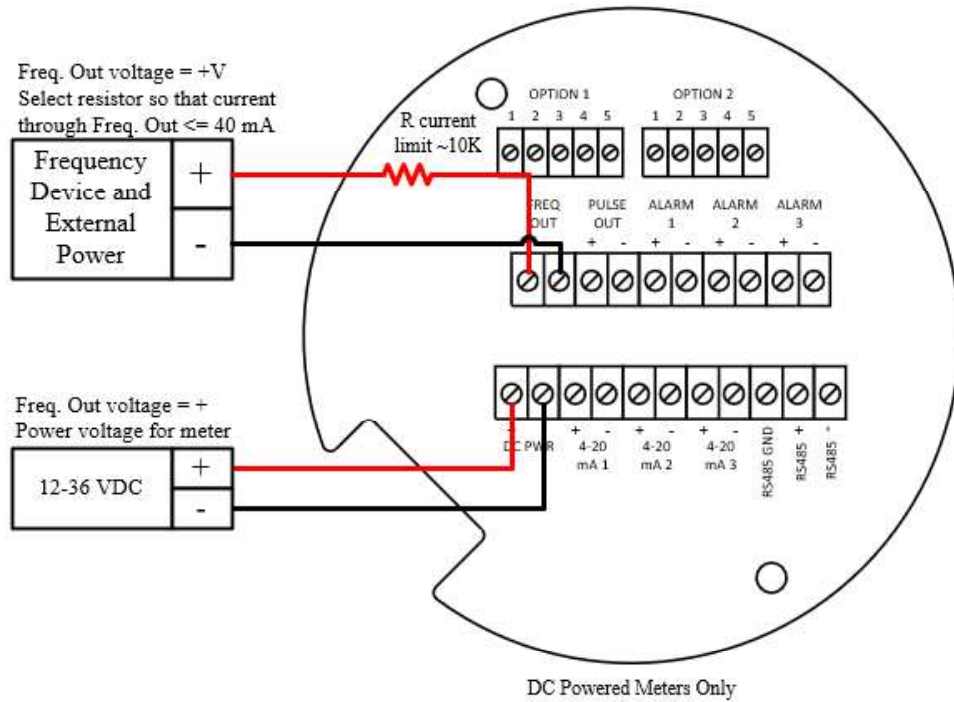 Freq. Out voltage = +V
Select resistor so that current
through Freq. Out <= 40 mA
Frequency
Device and
External
Power
+
-
R current
limit ~10K
OPTION 1
1 2 3 4 5
OPTION 2
1 2 3 4 5
FREQ
OUT
PULSE
OUT
+ -
ALARM
1
+ -
ALARM
2
+ -
ALARM
3
+ -
Freq. Out voltage = +
Power voltage for meter
12-36 VDC
+
-
DC PWR
+ -
4-20
mA 1
+ -
4-20
mA 2
+ -
4-20
mA 3
RS485 GND
RS485 +
RS485
DC Powered Meters Only